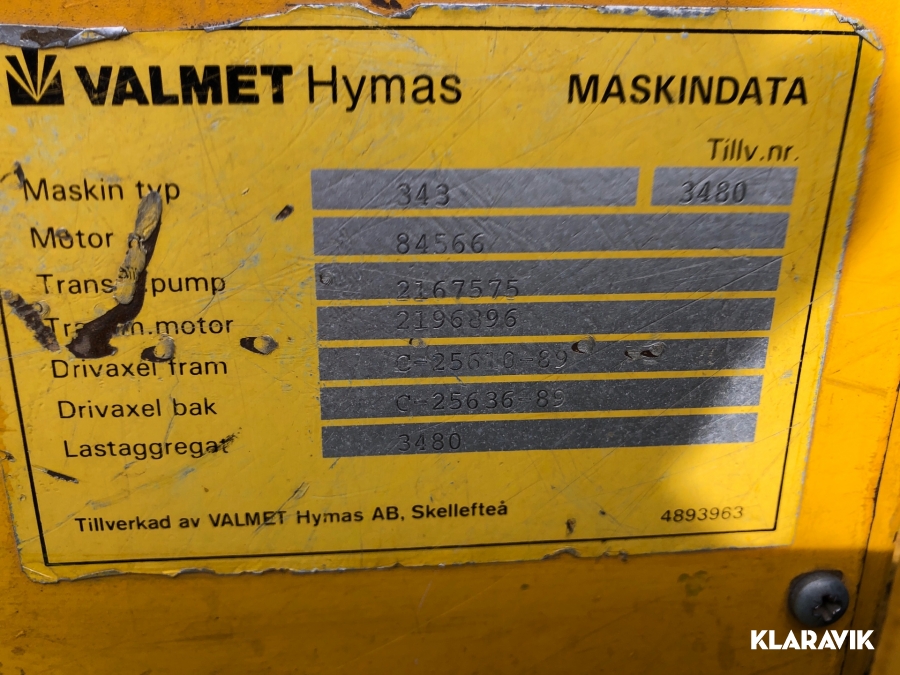 VALMET Hymas MASKINDATA
Tillv.nr.
Maskin typ 343 3480
Motor 84566
pump 2167575
motor 2196896
Drivaxel fram
Drivaxel bak C-25636-89
Lastaggregat 3480
Tillverkad av VALMET Hymas AB, Skellefteå 4893963
KLARAVIK